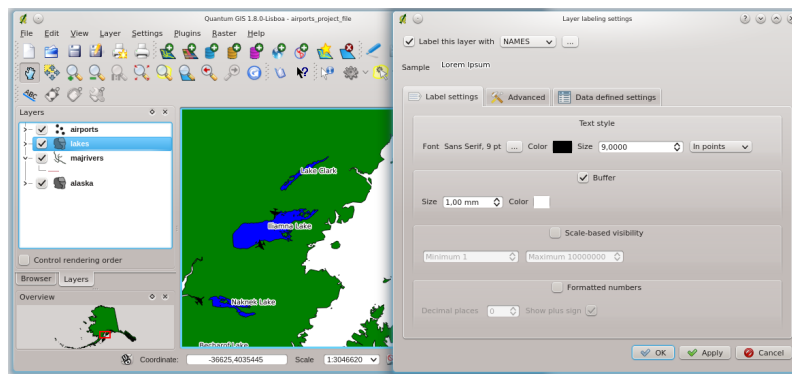 Quantum GIS 1.8.0-Lisboa - airports_project_file
File Edit View Layer Settings Plugins Raster Help
ABC
Layers
airports
lakes
majrivers
alaska
Control rendering order
Browser Layers
Overview
Lake Clark
Iliamna Lake
Naknek Lake
Becharof Lake
Coordinate: -36625,4035445 Scale 1:3046620
Layer labeling settings
Label this layer with NAMES ...
Sample Lorem Ipsum
Label settings Advanced Data defined settings
Text style
Font Sans Serif, 9 pt ... Color Size 9.0000 In points
Buffer
Size 1,00 mm Color
Scale-based visibility
Minimum 1 Maximum 10000000
Formatted numbers
Decimal places 0 Show plus sign
OK Apply Cancel